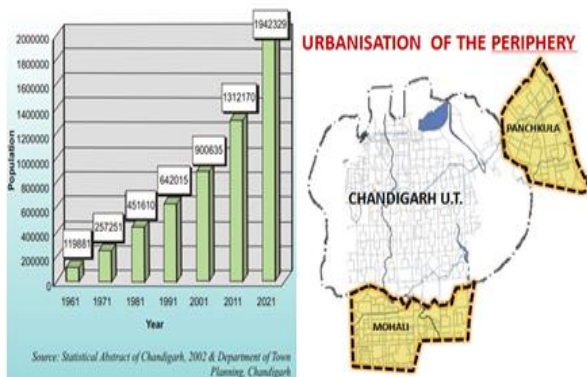 2000000
1800000
1600000
1400000
1200000
1000000
800000
600000
400000
200000
0
Population
119881
257251
451610
642015
900635
1312170
1942329
1961 1971 1981 1991 2001 2011 2021
Year
Source: Statistical Abstract of Chandigarh, 2002 & Department of Town
Planning, Chandigarh
URBANISATION OF THE PERIPHERY
PANCHKULA
CHANDIGARH U.T.
MOHALI